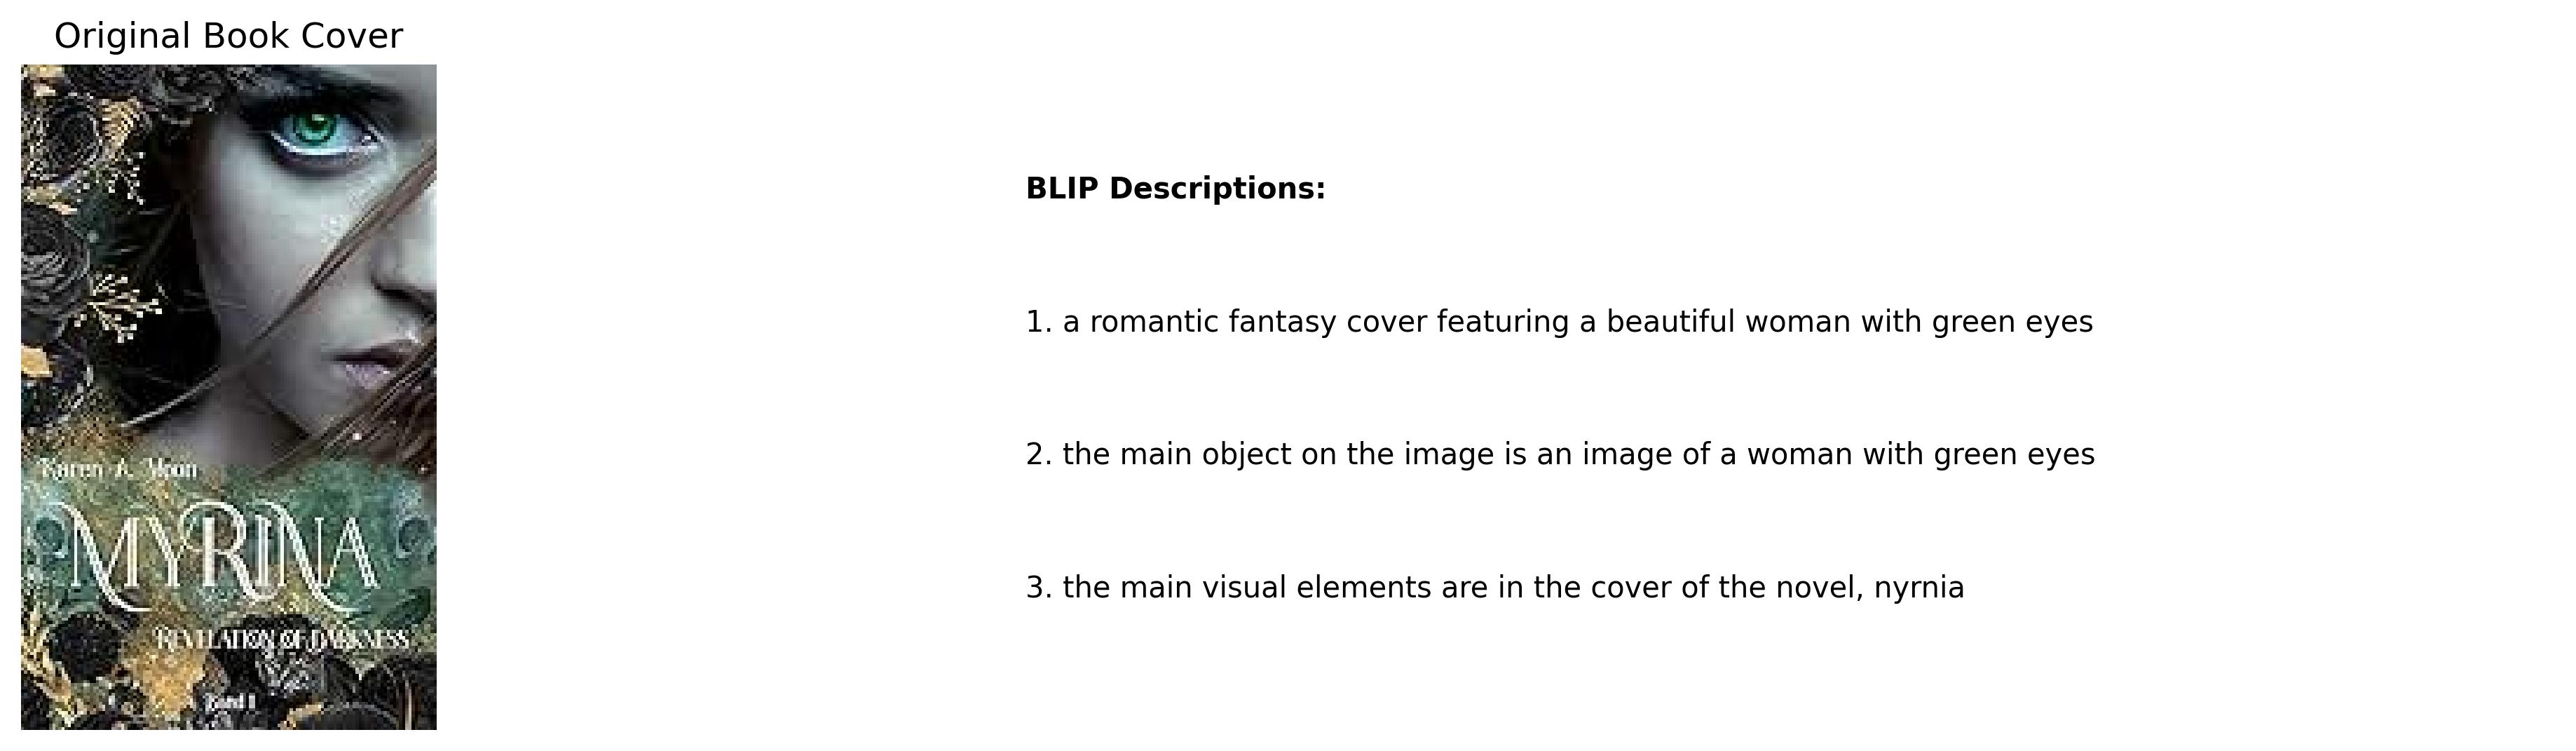 Original Book Cover
Karen A. Moon
MYRINA
REVELATION OF DARKNESS
Band 1
BLIP Descriptions:
1. a romantic fantasy cover featuring a beautiful woman with green eyes
2. the main object on the image is an image of a woman with green eyes
3. the main visual elements are in the cover of the novel, nyrnia